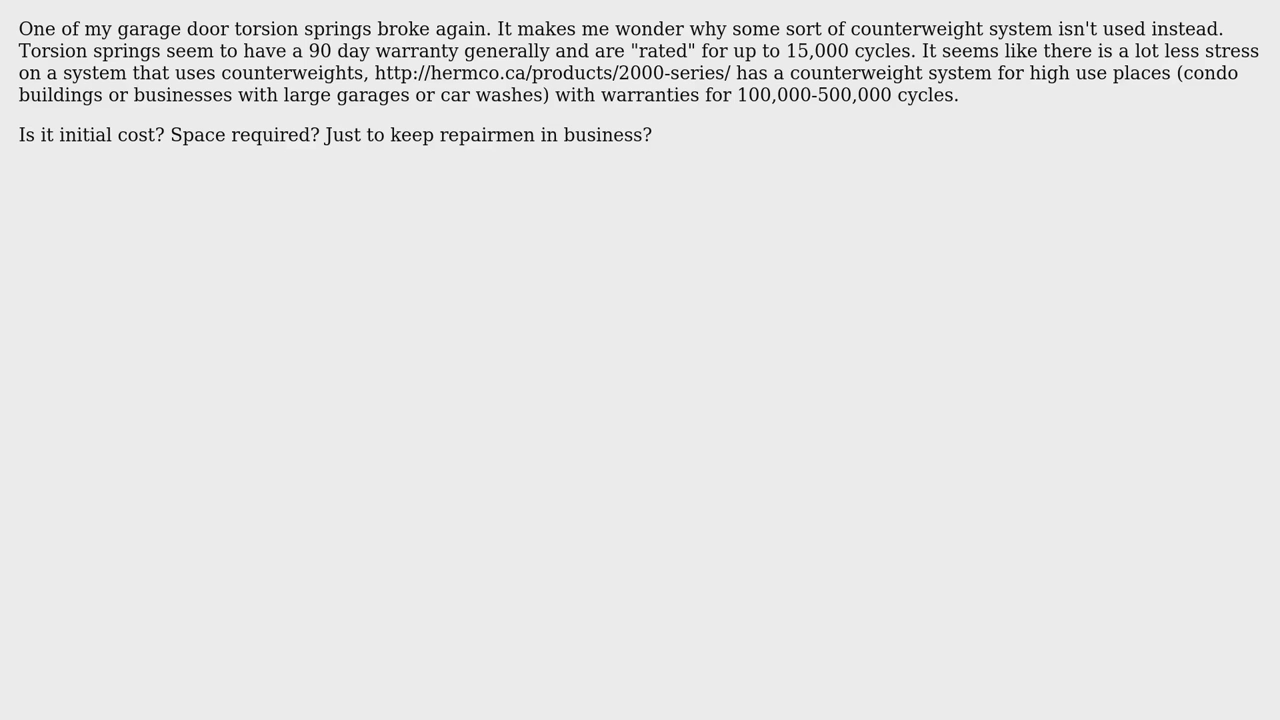 One of my garage door torsion springs broke again. It makes me wonder why some sort of counterweight system isn't used instead.
Torsion springs seem to have a 90 day warranty generally and are "rated" for up to 15,000 cycles. It seems like there is a lot less stress
on a system that uses counterweights, http://hermco.ca/products/2000-series/ has a counterweight system for high use places (condo
buildings or businesses with large garages or car washes) with warranties for 100,000-500,000 cycles.
Is it initial cost? Space required? Just to keep repairmen in business?